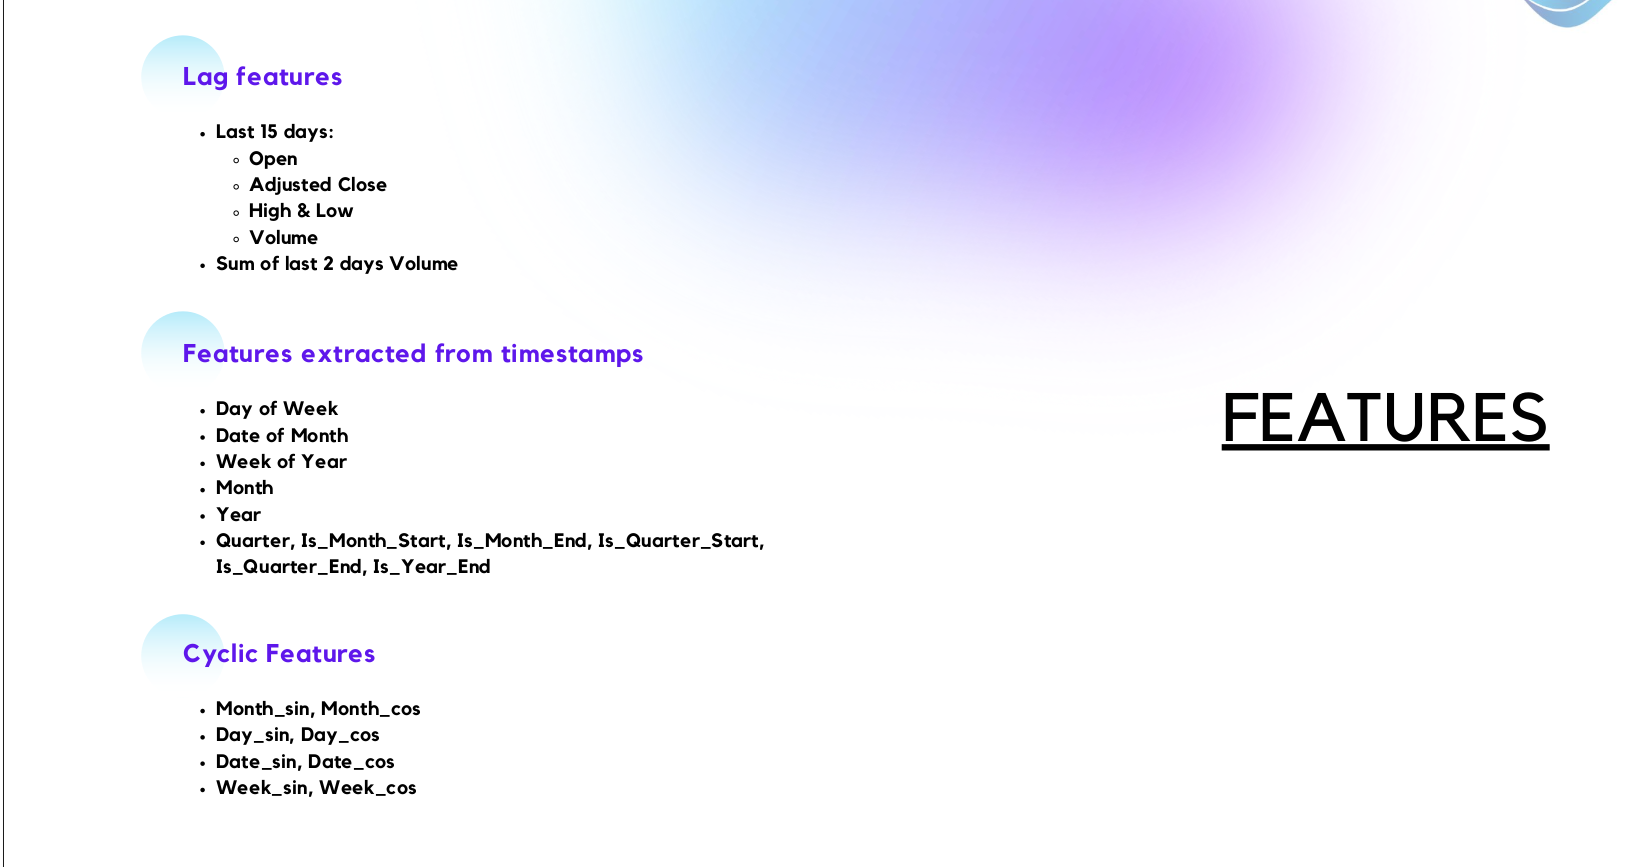 Lag features
• Last 15 days:
◦ Open
◦ Adjusted Close
◦ High & Low
◦ Volume
• Sum of last 2 days Volume
Features extracted from timestamps
• Day of Week
• Date of Month
• Week of Year
• Month
• Year
• Quarter, Is_Month_Start, Is_Month_End, Is_Quarter_Start,
Is_Quarter_End, Is_Year_End
Cyclic Features
• Month_sin, Month_cos
• Day_sin, Day_cos
• Date_sin, Date_cos
• Week_sin, Week_cos
FEATURES